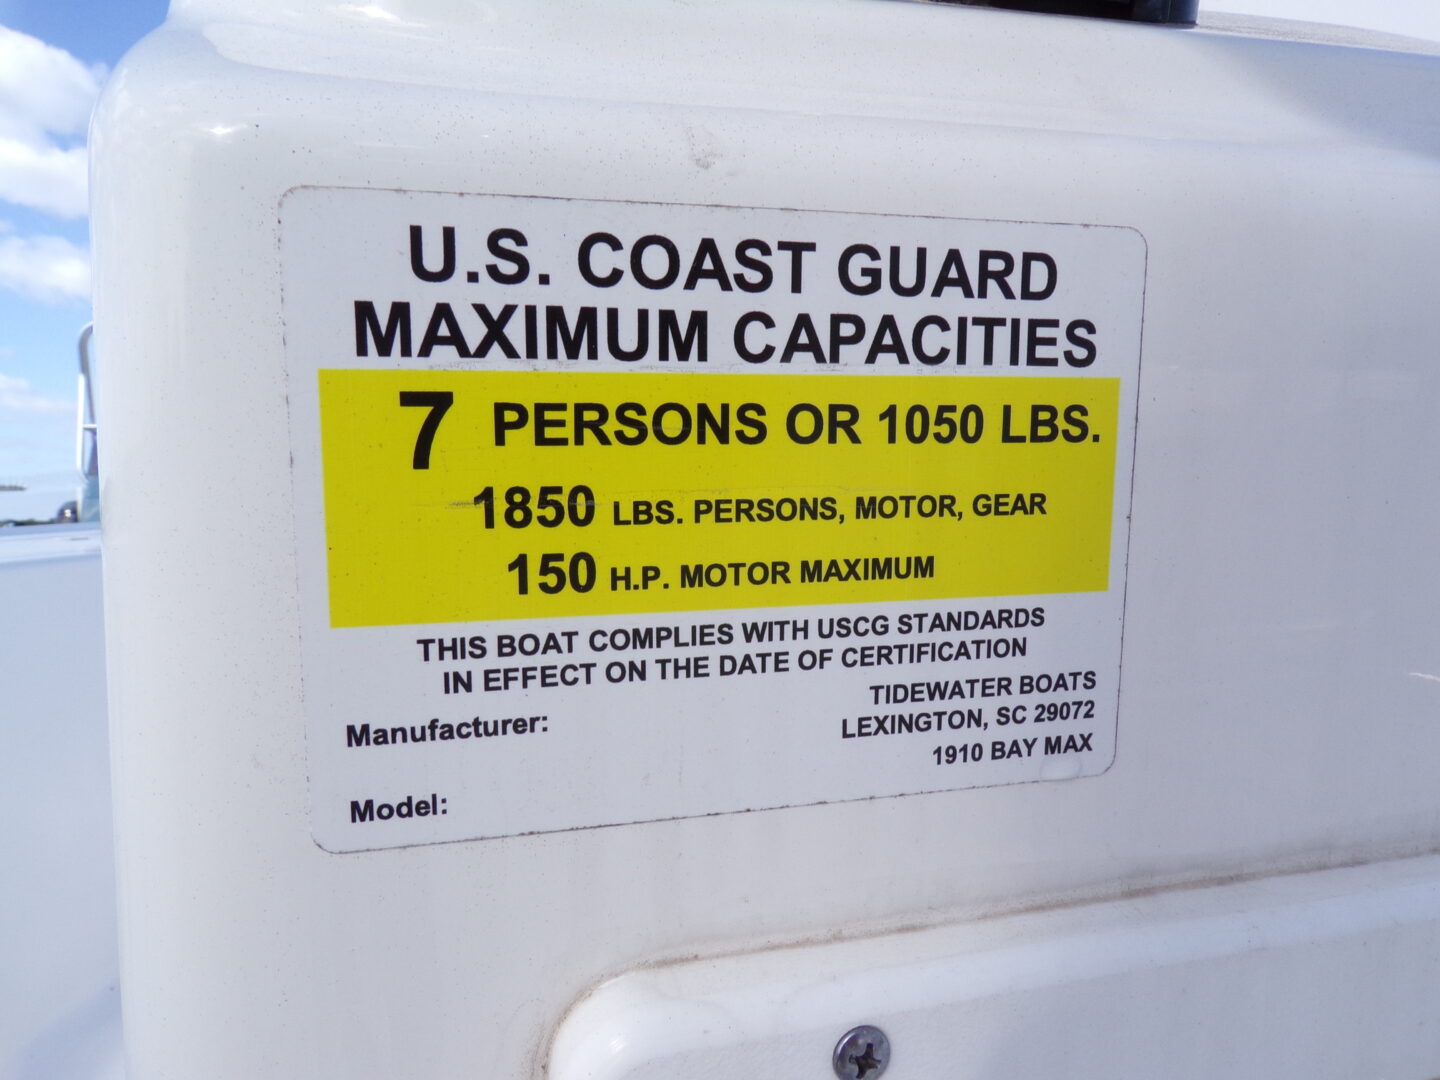 U.S. COAST GUARD
MAXIMUM CAPACITIES
7 PERSONS OR 1050 LBS.
1850 LBS. PERSONS, MOTOR, GEAR
150 H.P. MOTOR MAXIMUM
THIS BOAT COMPLIES WITH USCG STANDARDS
IN EFFECT ON THE DATE OF CERTIFICATION
Manufacturer:
TIDEWATER BOATS
LEXINGTON, SC 29072
1910 BAY MAX
Model: